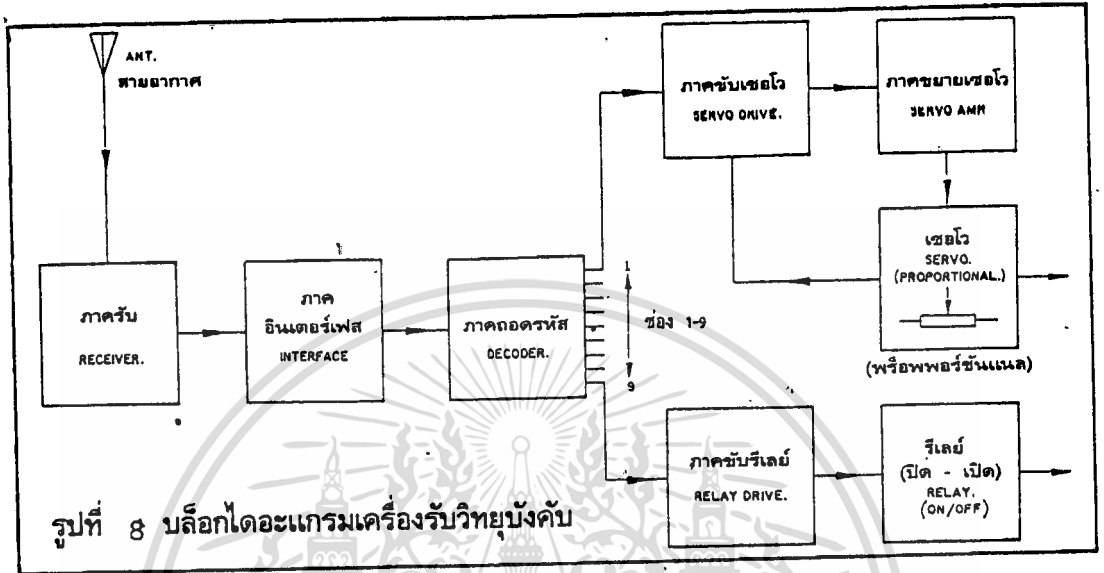 ANT.
สายอากาศ
ภาครับ
RECEIVER.
ภาค
อินเตอร์เฟส
INTERFACE
ภาคถอดรหัส
DECODER.
1
ช่อง 1-9
9
ภาคขับเซอโว
SERVO DRIVE.
ภาคขยายเซอโว
SERVO AMP
เซอโว
SERVO.
(PROPORTIONAL.)
(พร็อพพอร์ชันแนล)
ภาคขับรีเลย์
RELAY DRIVE.
รีเลย์
(ปิด - เปิด)
RELAY.
(ON/OFF)
รูปที่ 8 บล็อกไดอะแกรมเครื่องรับวิทยุบังคับ